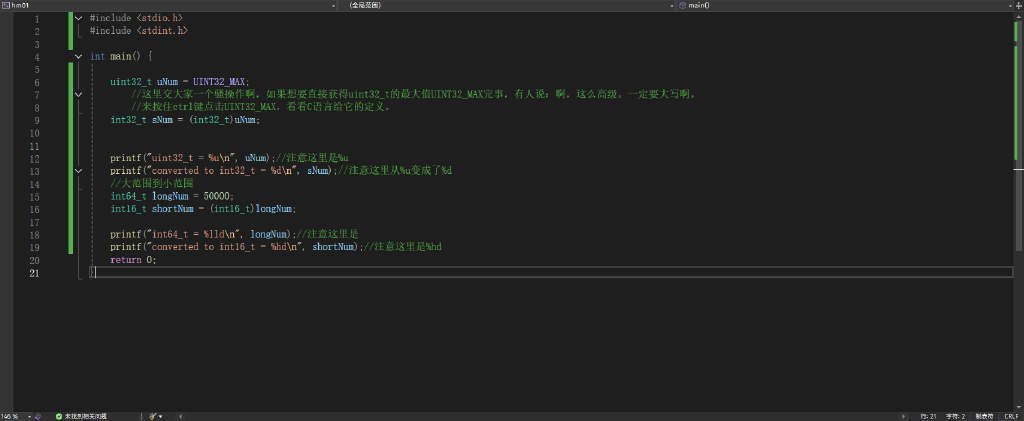 hm01 (全局范围) main()
1 #include <stdio.h>
2 #include <stdint.h>
3
4 int main() {
5
6 uint32_t uNum = UINT32_MAX;
7 //这里交大家一个骚操作啊，如果想要直接获得uint32_t的最大值UINT32_MAX完事，有人说：啊，这么高级，一定要大写啊。
8 //来按住ctrl键点击UINT32_MAX，看看C语言给它的定义。
9 int32_t sNum = (int32_t)uNum;
10
11
12 printf("uint32_t = %u\n", uNum);//注意这里是%u
13 printf("converted to int32_t = %d\n", sNum);//注意这里从%u变成了%d
14 //大范围到小范围
15 int64_t longNum = 50000;
16 int16_t shortNum = (int16_t)longNum;
17
18 printf("int64_t = %lld\n", longNum);//注意这里是
19 printf("converted to int16_t = %hd\n", shortNum);//注意这里是%hd
20 return 0;
21 }
146 % 未找到相关问题 行: 21 字符: 2 制表符 CRLF